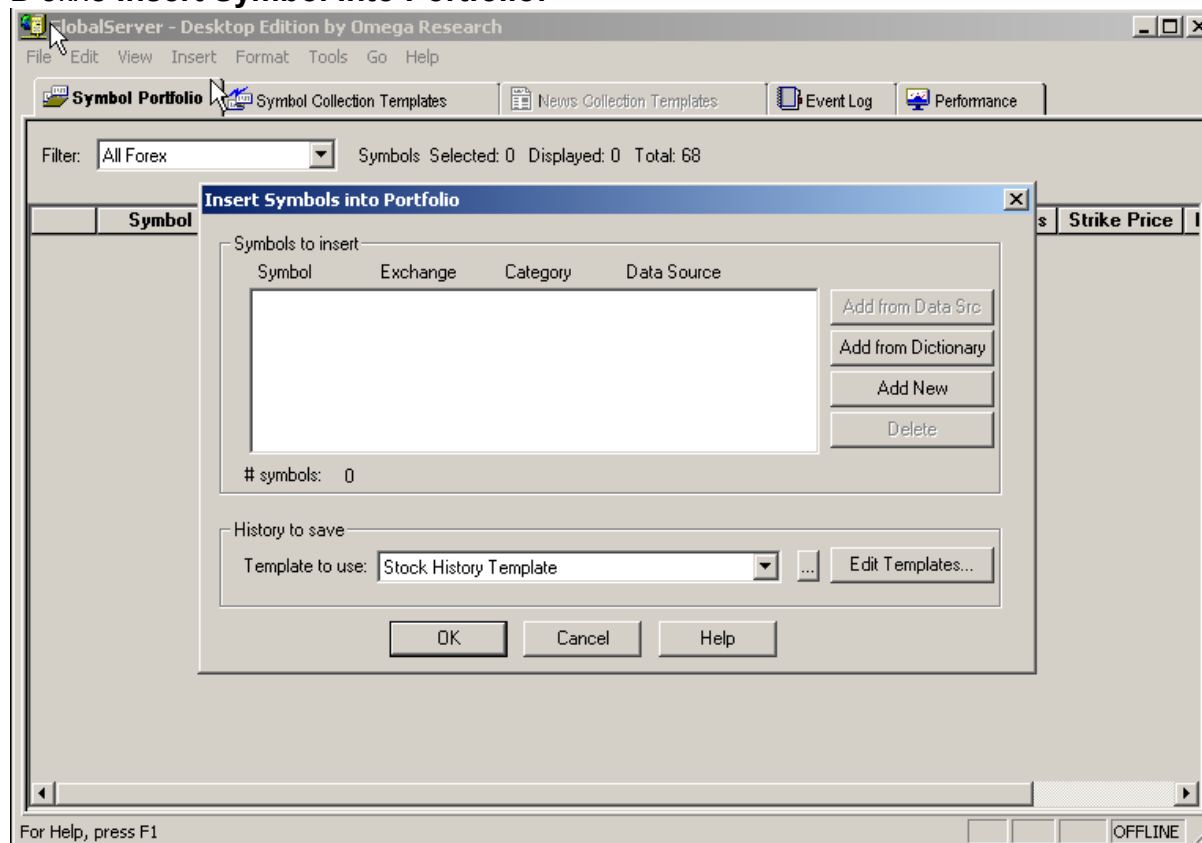 Insert Symbol into Portfolio.
GlobalServer - Desktop Edition by Omega Research
File Edit View Insert Format Tools Go Help
Symbol Portfolio Symbol Collection Templates News Collection Templates Event Log Performance
Filter: All Forex Symbols Selected: 0 Displayed: 0 Total: 68
Symbol s Strike Price
Insert Symbols into Portfolio
Symbols to insert
Symbol Exchange Category Data Source
Add from Data Src
Add from Dictionary
Add New
Delete
# symbols: 0
History to save
Template to use: Stock History Template ... Edit Templates...
OK Cancel Help
For Help, press F1 OFFLINE